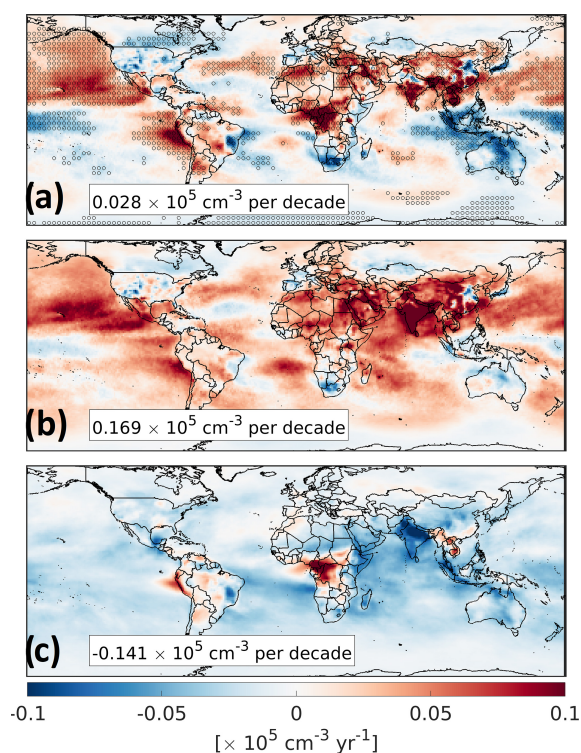 (a)
0.028 × 10⁵ cm⁻³ per decade
(b)
0.169 × 10⁵ cm⁻³ per decade
(c)
-0.141 × 10⁵ cm⁻³ per decade
-0.1 -0.05 0 0.05 0.1
[× 10⁵ cm⁻³ yr⁻¹]